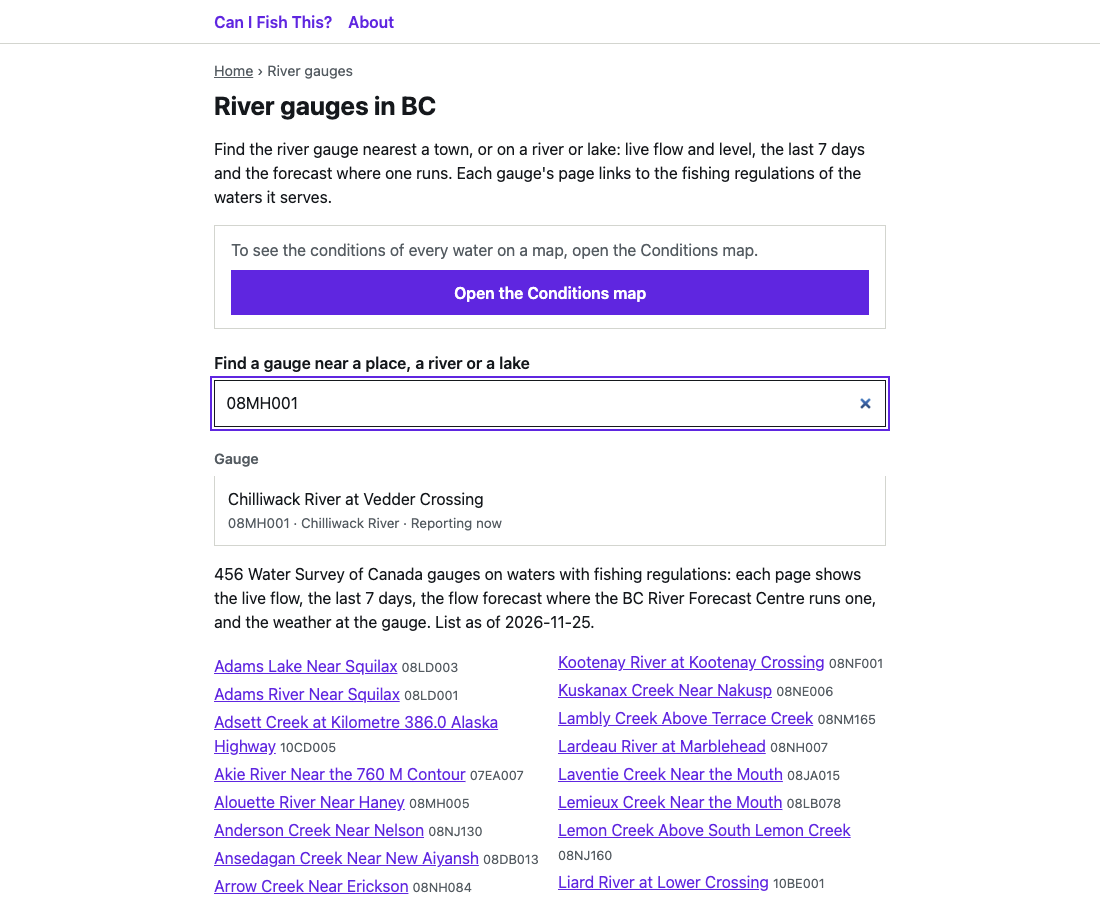 Can I Fish This? About
Home › River gauges
River gauges in BC
Find the river gauge nearest a town, or on a river or lake: live flow and level, the last 7 days
and the forecast where one runs. Each gauge's page links to the fishing regulations of the
waters it serves.
To see the conditions of every water on a map, open the Conditions map.
Open the Conditions map
Find a gauge near a place, a river or a lake
08MH001
Gauge
Chilliwack River at Vedder Crossing
08MH001 · Chilliwack River · Reporting now
456 Water Survey of Canada gauges on waters with fishing regulations: each page shows
the live flow, the last 7 days, the flow forecast where the BC River Forecast Centre runs one,
and the weather at the gauge. List as of 2026-11-25.
Adams Lake Near Squilax 08LD003
Adams River Near Squilax 08LD001
Adsett Creek at Kilometre 386.0 Alaska
Highway 10CD005
Akie River Near the 760 M Contour 07EA007
Alouette River Near Haney 08MH005
Anderson Creek Near Nelson 08NJ130
Ansedagan Creek Near New Aiyansh 08DB013
Arrow Creek Near Erickson 08NH084
Kootenay River at Kootenay Crossing 08NF001
Kuskanax Creek Near Nakusp 08NE006
Lambly Creek Above Terrace Creek 08NM165
Lardeau River at Marblehead 08NH007
Laventie Creek Near the Mouth 08JA015
Lemieux Creek Near the Mouth 08LB078
Lemon Creek Above South Lemon Creek
08NJ160
Liard River at Lower Crossing 10BE001